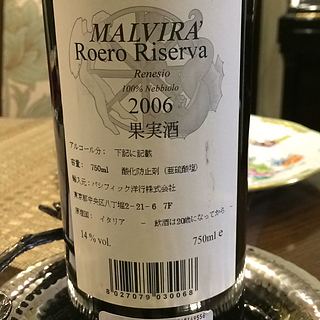 MALVIRA'
Roero Riserva
Renesio
100% Nebbiolo
2006
果実酒
アルコール分: 下記に記載
容量: 750ml 酸化防止剤(亜硫酸塩)
輸入元:パシフィック洋行株式会社
東京都中央区八丁堀2-21-6 7F
原産国: イタリア - 飲酒は20歳になってから -
14% vol. 750ml e
8 027079 030068